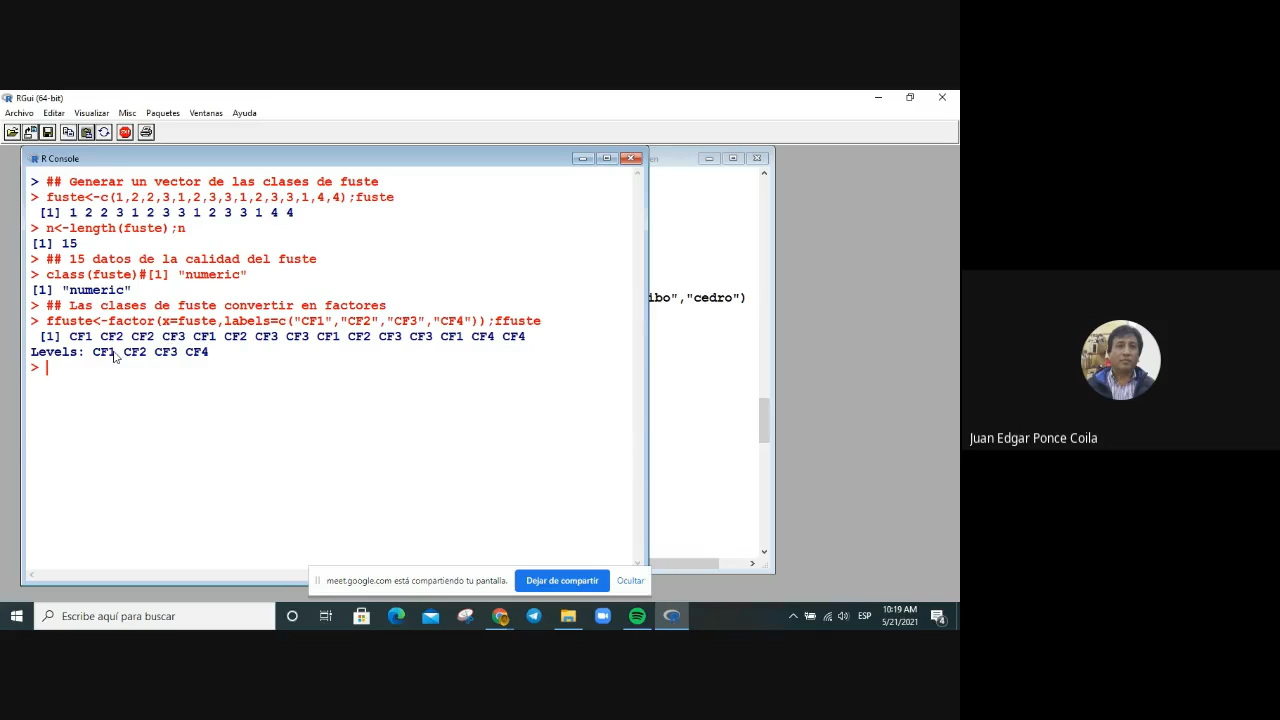 RGui (64-bit)
Archivo Editar Visualizar Misc Paquetes Ventanas Ayuda
R Console
en
> ## Generar un vector de las clases de fuste
> fuste<-c(1,2,2,3,1,2,3,3,1,2,3,3,1,4,4);fuste
[1] 1 2 2 3 1 2 3 3 1 2 3 3 1 4 4
> n<-length(fuste);n
[1] 15
> ## 15 datos de la calidad del fuste
> class(fuste)#[1] "numeric"
[1] "numeric"
> ## Las clases de fuste convertir en factores
> ffuste<-factor(x=fuste,labels=c("CF1","CF2","CF3","CF4"));ffuste
[1] CF1 CF2 CF2 CF3 CF1 CF2 CF3 CF3 CF1 CF2 CF3 CF3 CF1 CF4 CF4
Levels: CF1 CF2 CF3 CF4
>
ibo","cedro")
Juan Edgar Ponce Coila
meet.google.com está compartiendo tu pantalla. Dejar de compartir Ocultar
Escribe aquí para buscar
ESP
10:19 AM
5/21/2021
4